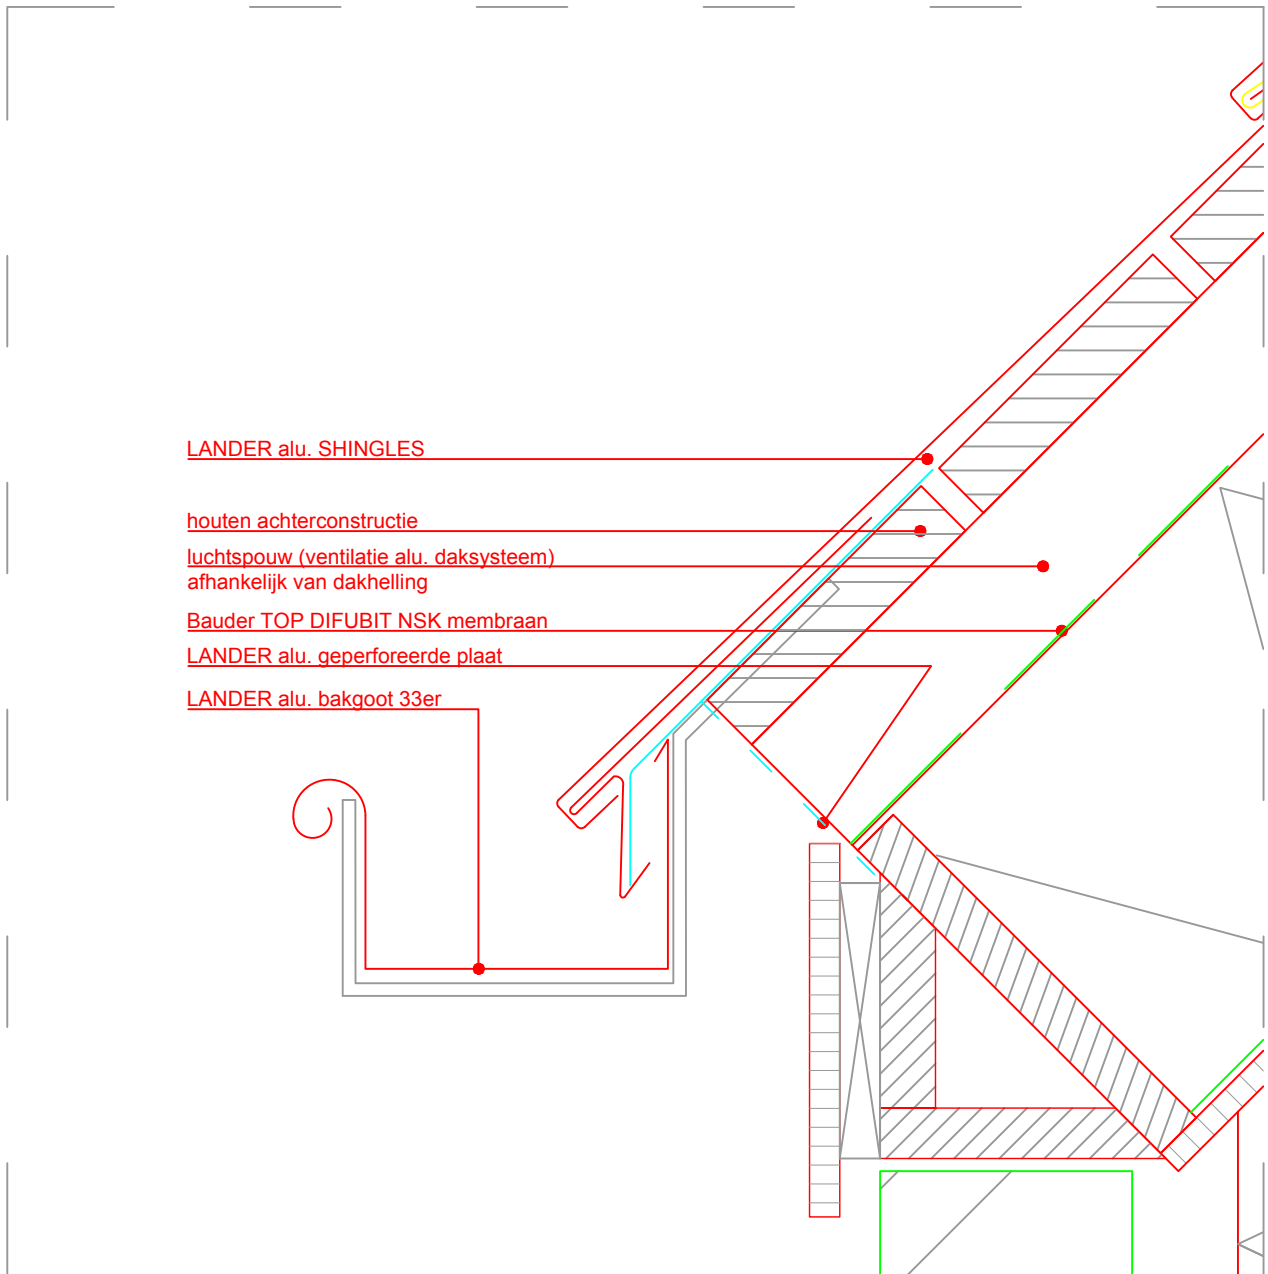 LANDER alu. SHINGLES
houten achterconstructie
luchtspouw (ventilatie alu. daksysteem)
afhankelijk van dakhelling
Bauder TOP DIFUBIT NSK membraan
LANDER alu. geperforeerde plaat
LANDER alu. bakgoot 33er